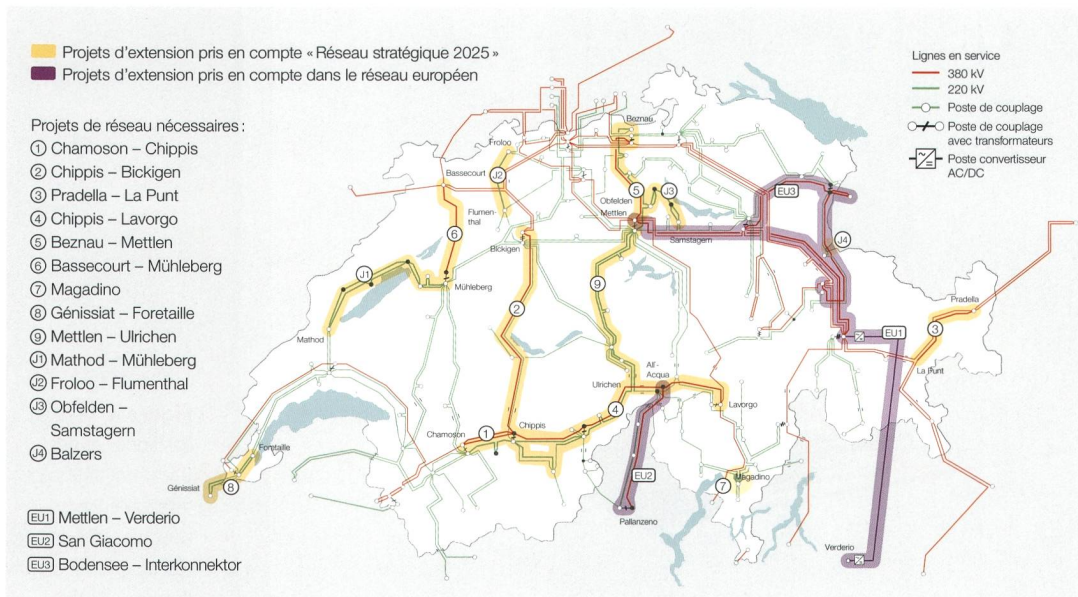 Projets d'extension pris en compte « Réseau stratégique 2025 »
Projets d'extension pris en compte dans le réseau européen
Projets de réseau nécessaires :
1 Chamoson – Chippis
2 Chippis – Bickigen
3 Pradella – La Punt
4 Chippis – Lavorgo
5 Beznau – Mettlen
6 Bassecourt – Mühleberg
7 Magadino
8 Génissiat – Foretaille
9 Mettlen – Ulrichen
J1 Mathod – Mühleberg
J2 Froloo – Flumenthal
J3 Obfelden –
Samstagern
J4 Balzers
EU1 Mettlen – Verderio
EU2 San Giacomo
EU3 Bodensee – Interkonnektor
Lignes en service
380 kV
220 kV
Poste de couplage
Poste de couplage
avec transformateurs
Poste convertisseur
AC/DC
Beznau
Froloo
Bassecourt
J2
5
J3
EU3
Obfelden
Mettlen
Flumen-
thal
Samstagern
6
Bickigen
J4
J1
9
Mühleberg
Pradella
2
3
EU1
Mathod
La Punt
All'-
Acqua
Ulrichen
4
Lavorgo
Chippis
Chamoson
1
Foretaille
EU2
7
Magadino
Génissiat
8
Pallanzeno
Verderio